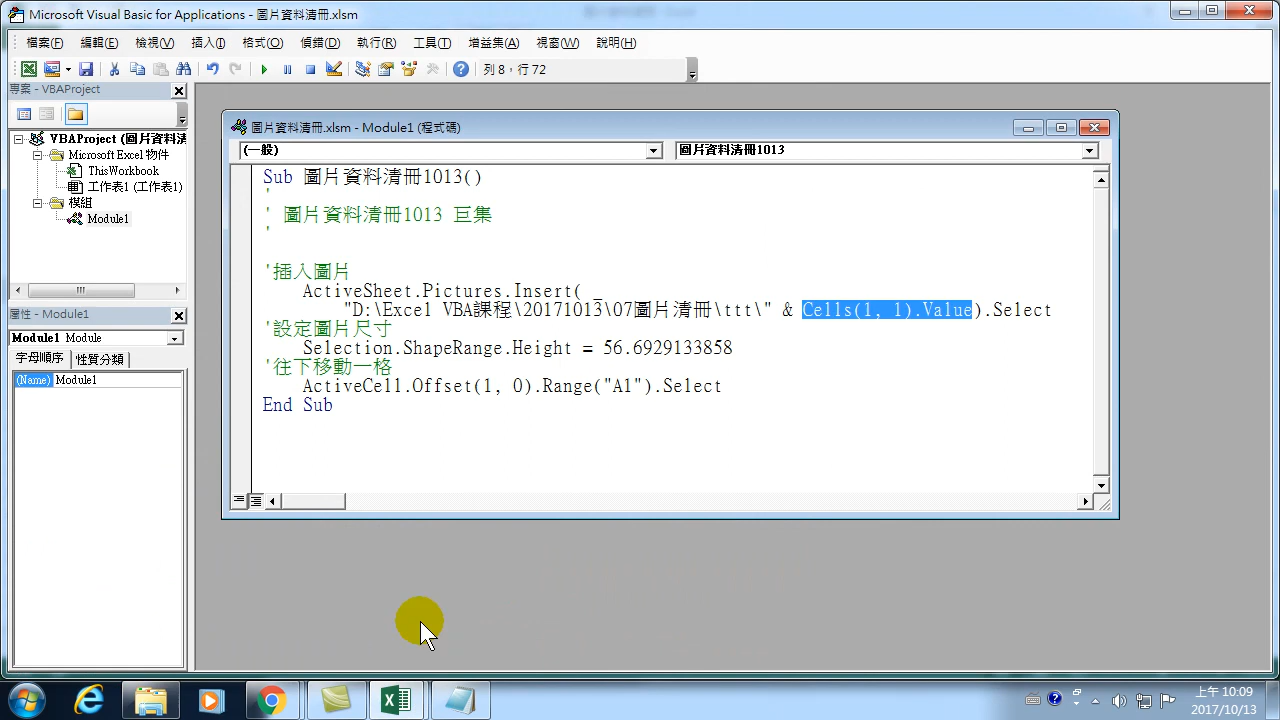 Microsoft Visual Basic for Applications - 圖片資料清冊.xlsm
檔案(F) 編輯(E) 檢視(V) 插入(I) 格式(O) 偵錯(D) 執行(R) 工具(T) 增益集(A) 視窗(W) 說明(H)
列 8，行 72
專案 - VBAProject
VBAProject (圖片資料清
Microsoft Excel 物件
ThisWorkbook
工作表1 (工作表1)
模組
Module1
屬性 - Module1
Module1 Module
字母順序 性質分類
(Name) Module1
圖片資料清冊.xlsm - Module1 (程式碼)
(一般) 圖片資料清冊1013
Sub 圖片資料清冊1013()
'
' 圖片資料清冊1013 巨集
'
'插入圖片
ActiveSheet.Pictures.Insert( _
"D:\Excel VBA課程\20171013\07圖片清冊\ttt\" & Cells(1, 1).Value).Select
'設定圖片尺寸
Selection.ShapeRange.Height = 56.6929133858
'往下移動一格
ActiveCell.Offset(1, 0).Range("A1").Select
End Sub
上午 10:09
2017/10/13